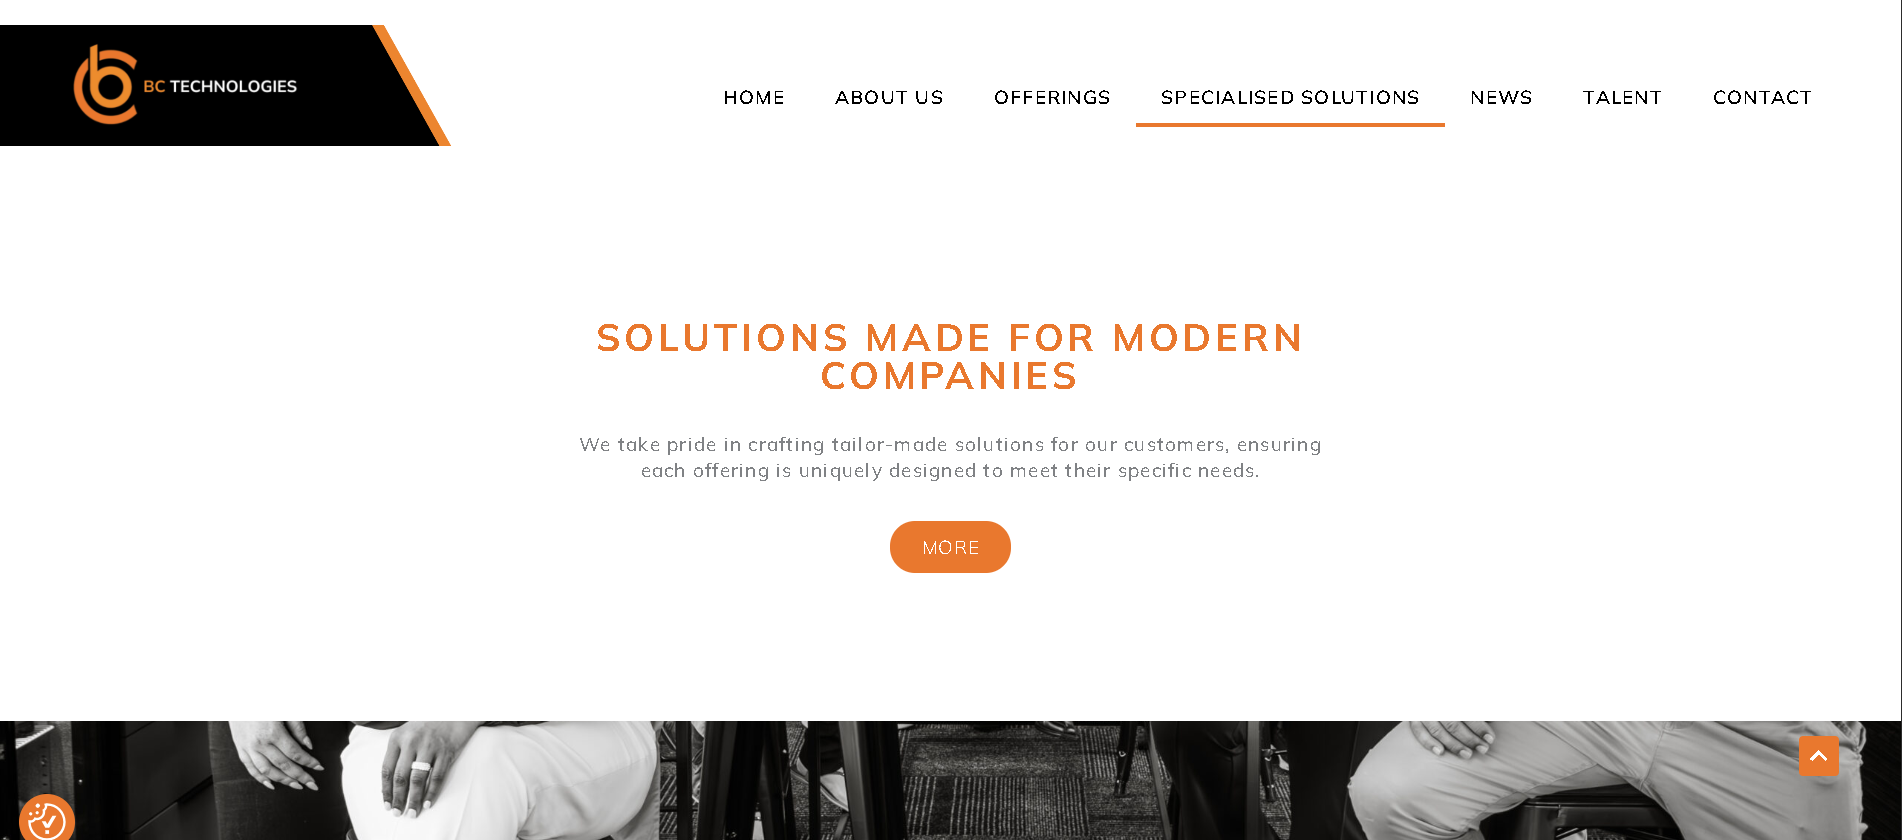 BC TECHNOLOGIES
HOME ABOUT US OFFERINGS SPECIALISED SOLUTIONS NEWS TALENT CONTACT
SOLUTIONS MADE FOR MODERN
COMPANIES
We take pride in crafting tailor-made solutions for our customers, ensuring
each offering is uniquely designed to meet their specific needs.
MORE